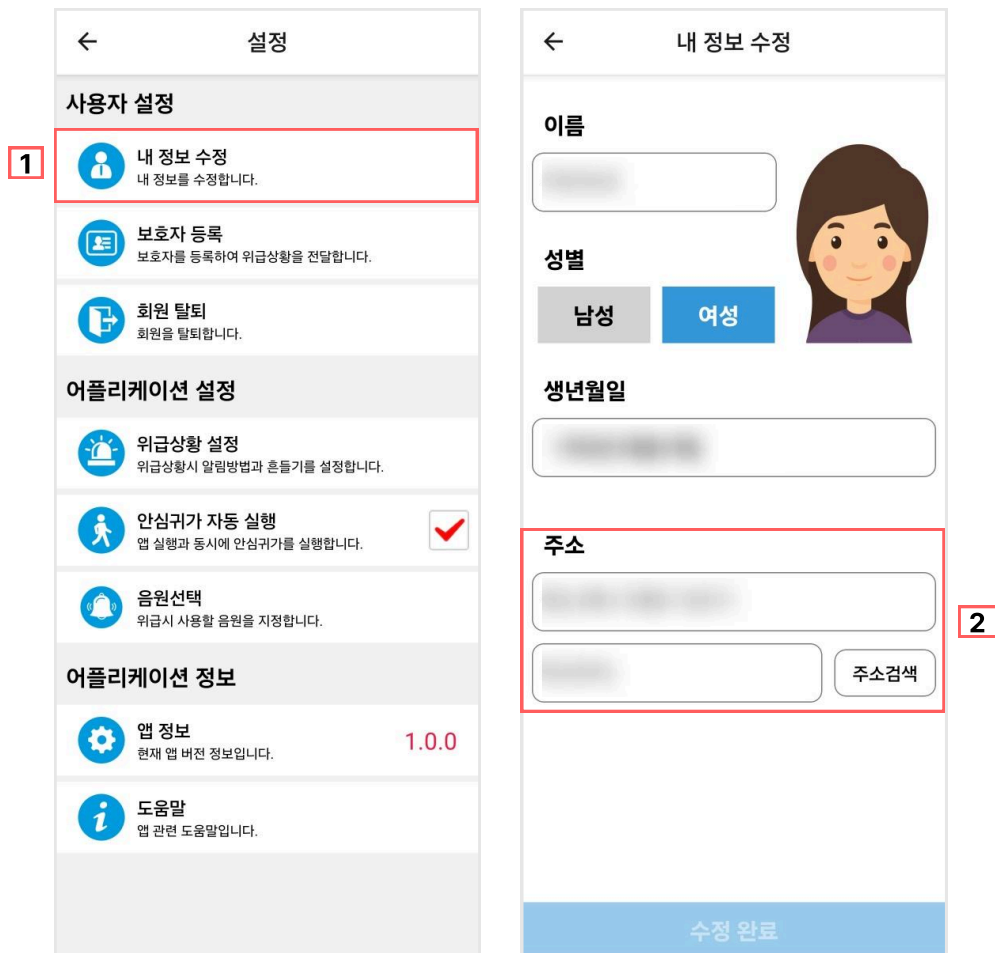 설정
사용자 설정
1
내 정보 수정
내 정보를 수정합니다.
보호자 등록
보호자를 등록하여 위급상황을 전달합니다.
회원 탈퇴
회원을 탈퇴합니다.
어플리케이션 설정
위급상황 설정
위급상황시 알림방법과 흔들기를 설정합니다.
안심귀가 자동 실행
앱 실행과 동시에 안심귀가를 실행합니다.
음원선택
위급시 사용할 음원을 지정합니다.
어플리케이션 정보
앱 정보
현재 앱 버전 정보입니다.
1.0.0
도움말
앱 관련 도움말입니다.
내 정보 수정
이름
성별
남성
여성
생년월일
주소
2
주소검색
수정 완료